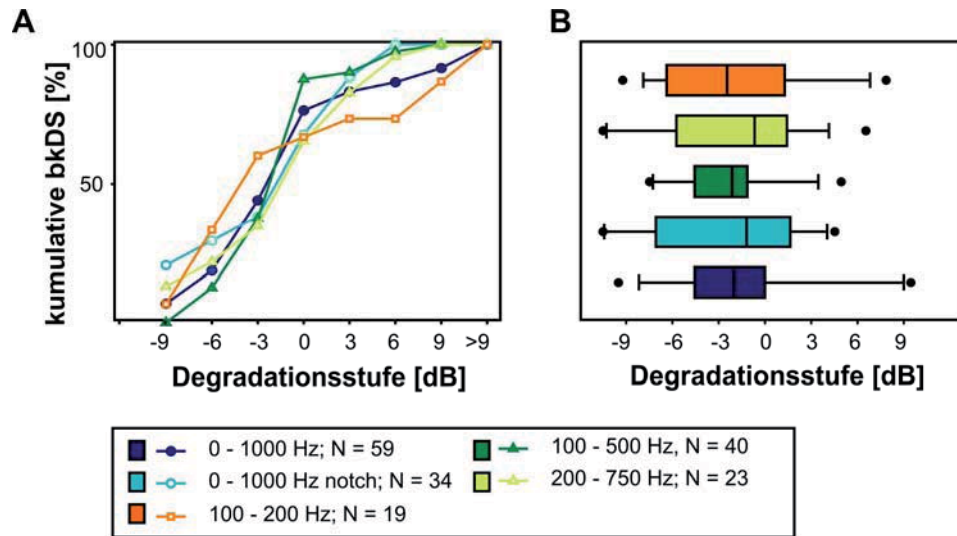 A
B
kumulative bkDS [%]
100
50
-9 -6 -3 0 3 6 9 >9
Degradationsstufe [dB]
-9 -6 -3 0 3 6 9
Degradationsstufe [dB]
0 - 1000 Hz; N = 59
0 - 1000 Hz notch; N = 34
100 - 200 Hz; N = 19
100 - 500 Hz, N = 40
200 - 750 Hz; N = 23